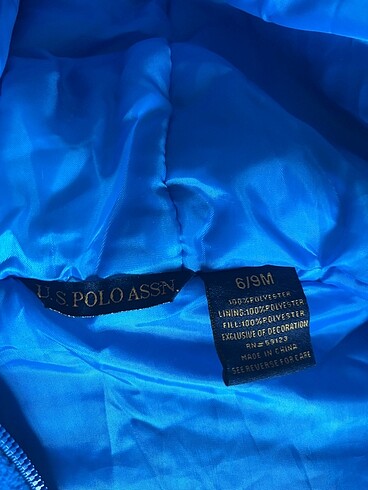 U.S. POLO ASSN.
6/9M
100%POLYESTER
LINING:100%POLYESTER
FILL:100%POLYESTER
EXCLUSIVE OF DECORATION
RN#59123
MADE IN CHINA
SEE REVERSE FOR CARE